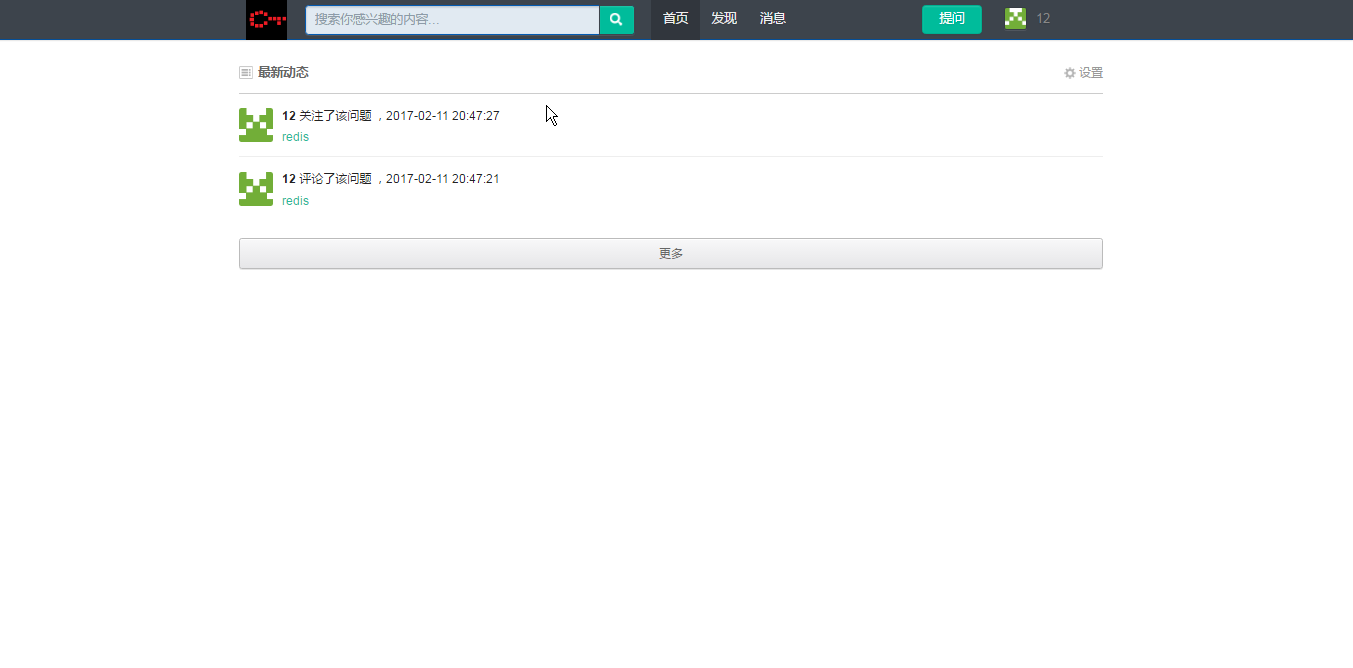 搜索你感兴趣的内容...
首页 发现 消息 提问 12
最新动态 设置
12 关注了该问题 ，2017-02-11 20:47:27
redis
12 评论了该问题 ，2017-02-11 20:47:21
redis
更多